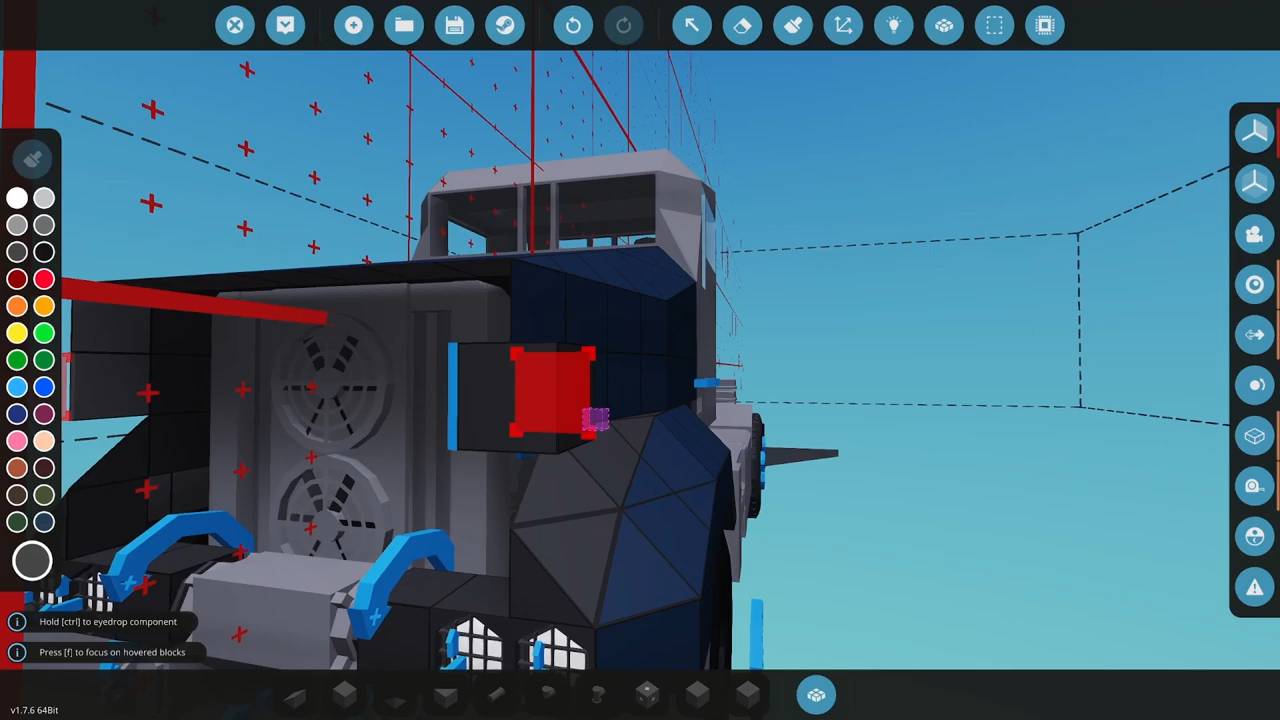 Hold [ctrl] to eyedrop component
Press [f] to focus on hovered blocks
v1.7.6 64Bit